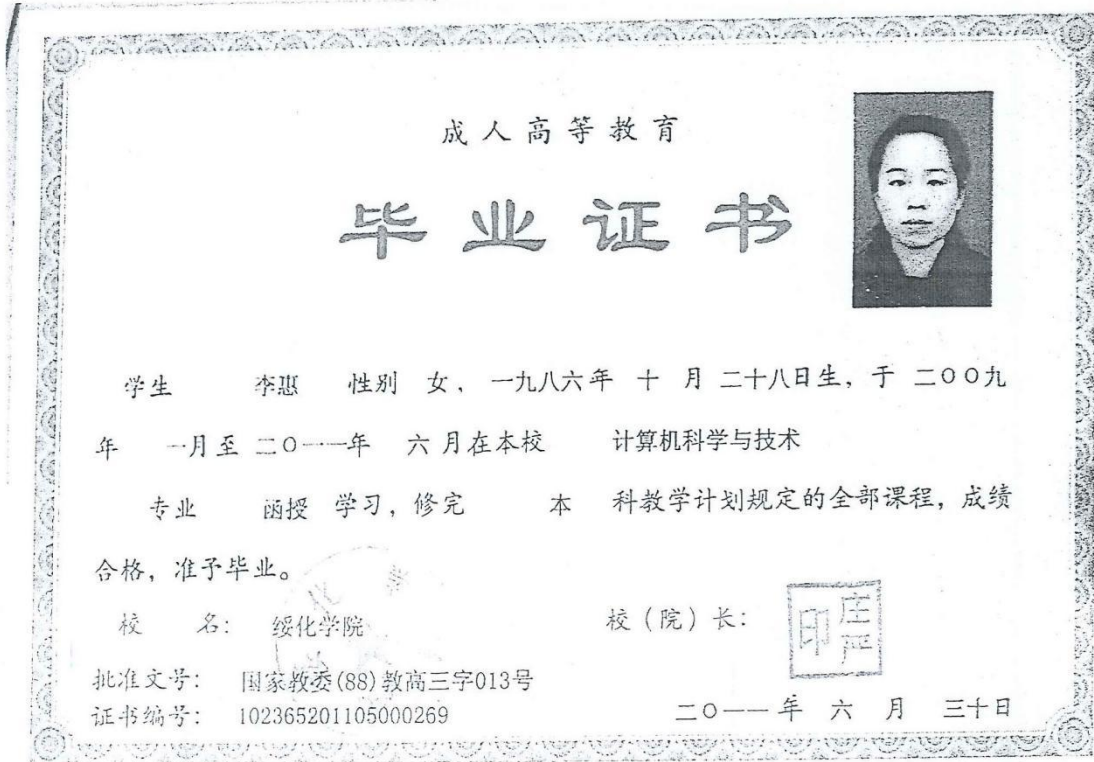 成人高等教育
毕业证书
学生 李惠 性别 女，一九八六年 十 月 二十八日生，于 二〇〇九
年 一月至 二〇一一年 六 月在本校 计算机科学与技术
专业 函授 学习，修完 本 科教学计划规定的全部课程，成绩
合格，准予毕业。
校 名： 绥化学院
校（院）长：
庄严印
批准文号： 国家教委(88)教高三字013号
证书编号： 102365201105000269
二〇一一 年 六 月 三十日